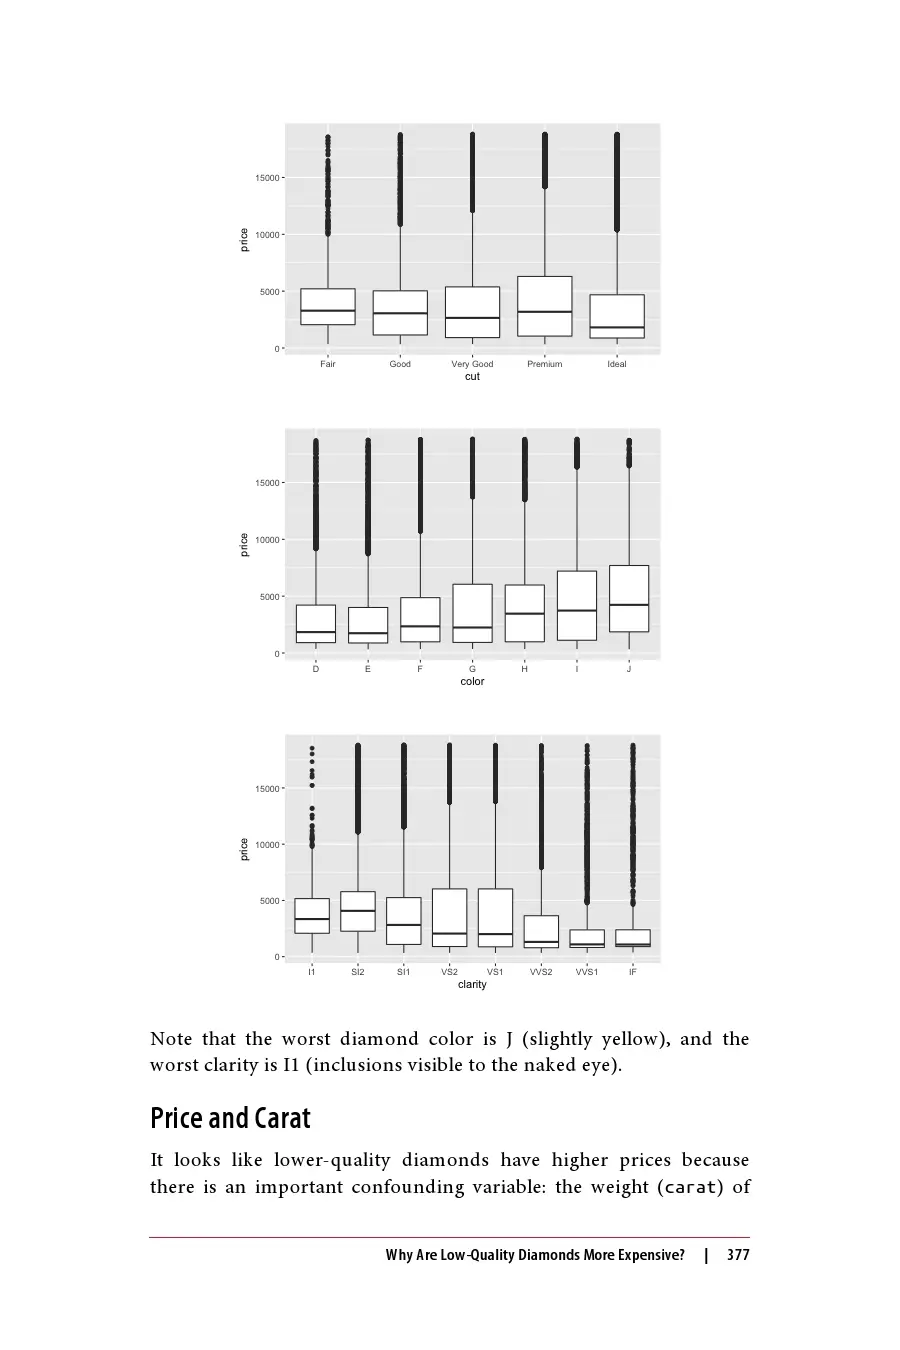 15000
10000
5000
0
price
Fair Good Very Good Premium Ideal
cut
15000
10000
5000
0
price
D E F G H I J
color
15000
10000
5000
0
price
I1 SI2 SI1 VS2 VS1 VVS2 VVS1 IF
clarity
Note that the worst diamond color is J (slightly yellow), and the
worst clarity is I1 (inclusions visible to the naked eye).
Price and Carat
It looks like lower-quality diamonds have higher prices because
there is an important confounding variable: the weight (carat) of
Why Are Low-Quality Diamonds More Expensive? | 377